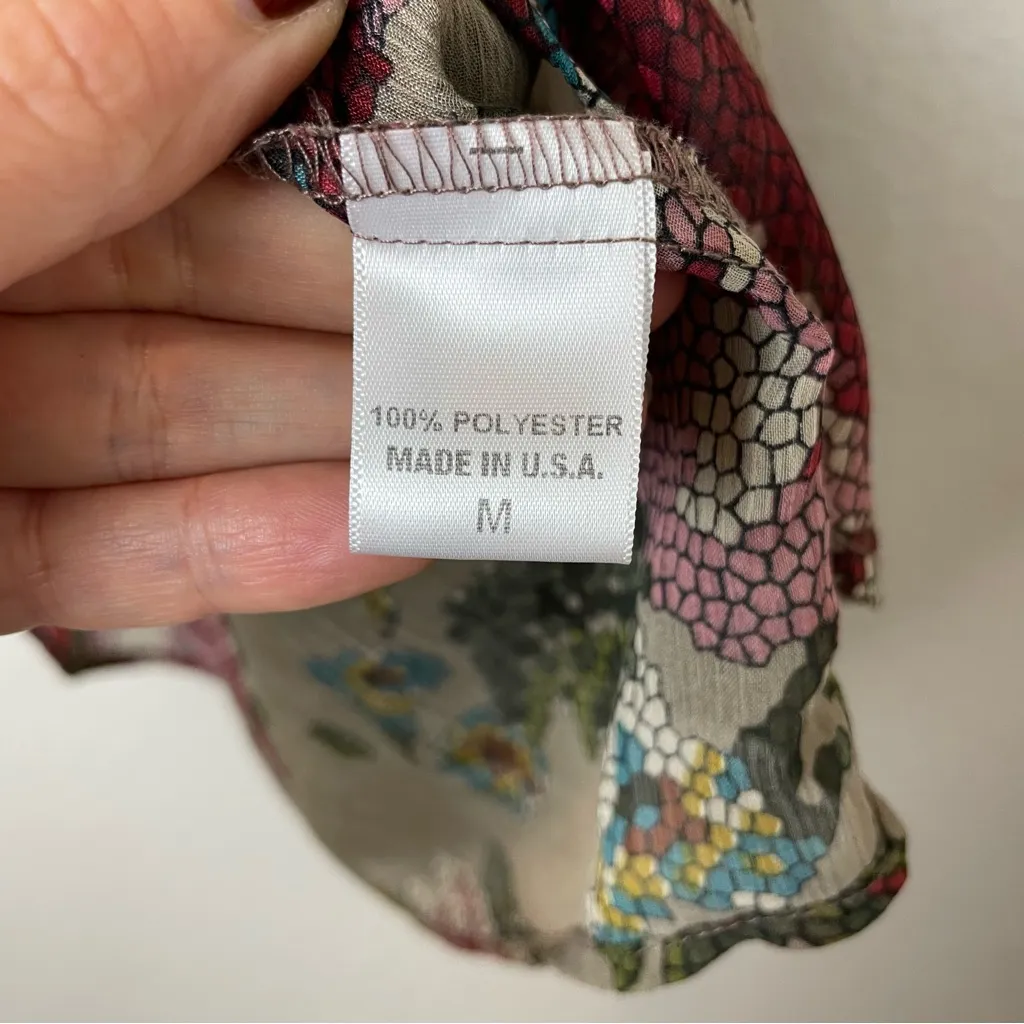 100% POLYESTER
MADE IN U.S.A.
M